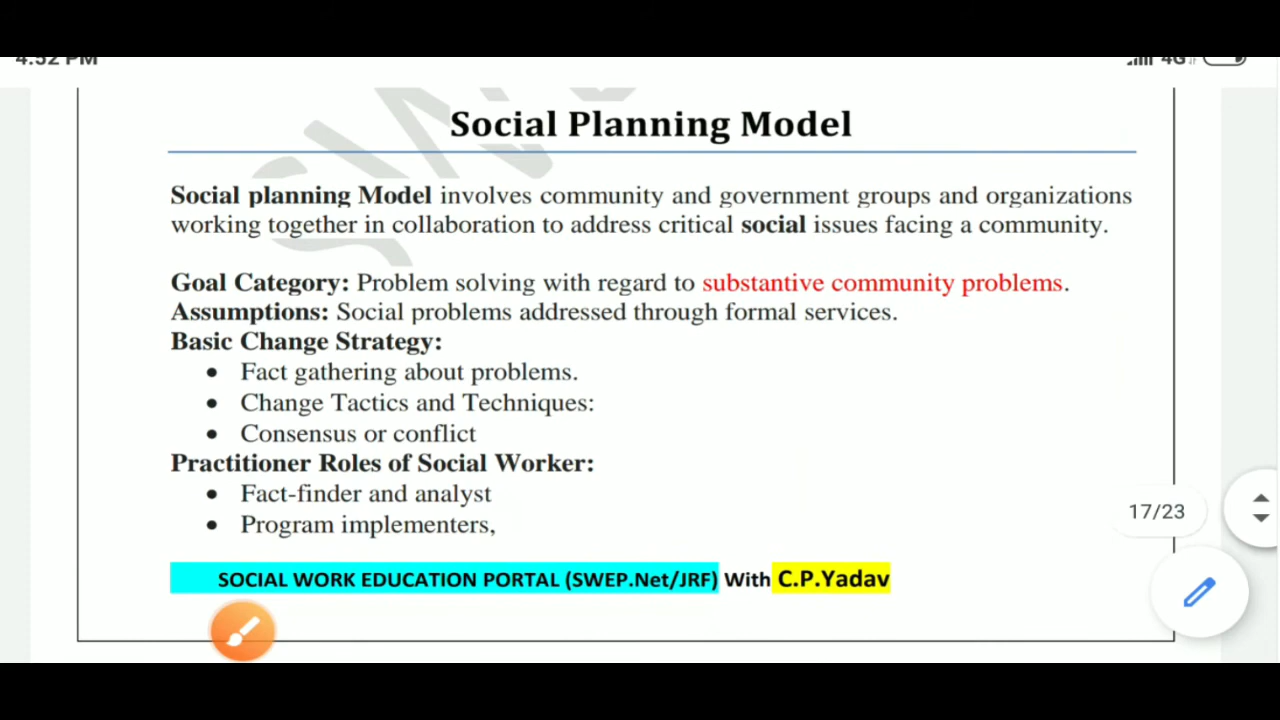 4:52 PM
4G
Social Planning Model
Social planning Model involves community and government groups and organizations
working together in collaboration to address critical social issues facing a community.
Goal Category: Problem solving with regard to substantive community problems.
Assumptions: Social problems addressed through formal services.
Basic Change Strategy:
• Fact gathering about problems.
• Change Tactics and Techniques:
• Consensus or conflict
Practitioner Roles of Social Worker:
• Fact-finder and analyst
17/23
• Program implementers,
SOCIAL WORK EDUCATION PORTAL (SWEP.Net/JRF) With C.P.Yadav